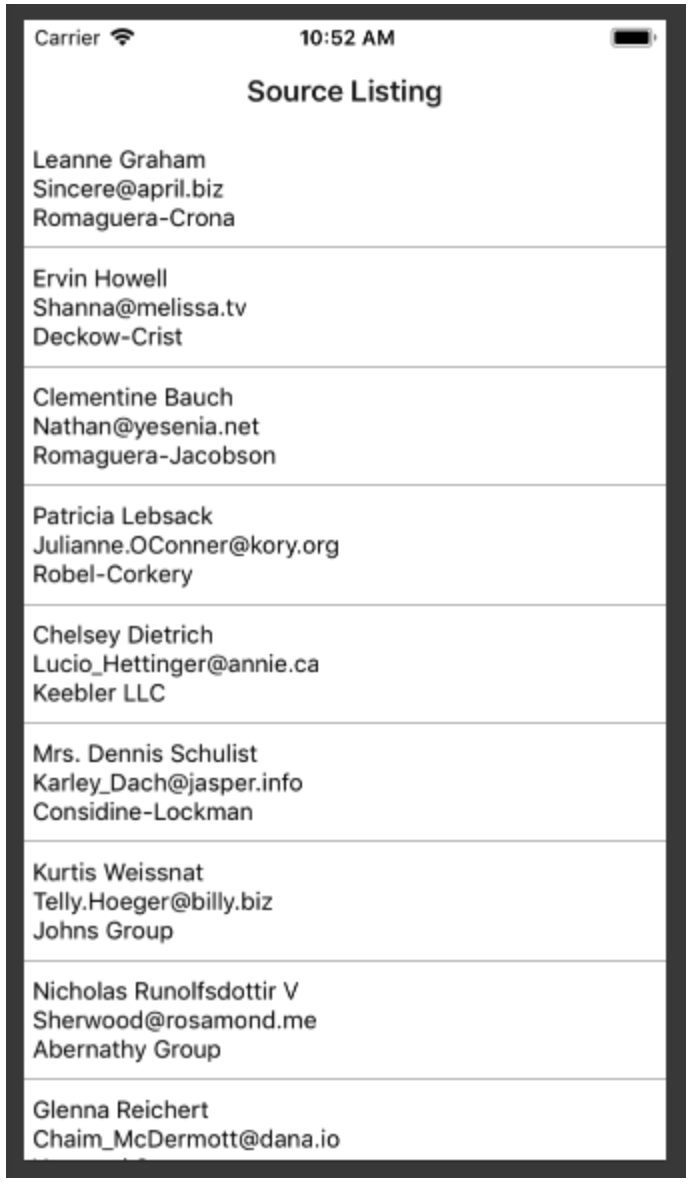 Carrier 10:52 AM
Source Listing
Leanne Graham
Sincere@april.biz
Romaguera-Crona
Ervin Howell
Shanna@melissa.tv
Deckow-Crist
Clementine Bauch
Nathan@yesenia.net
Romaguera-Jacobson
Patricia Lebsack
Julianne.OConner@kory.org
Robel-Corkery
Chelsey Dietrich
Lucio_Hettinger@annie.ca
Keebler LLC
Mrs. Dennis Schulist
Karley_Dach@jasper.info
Considine-Lockman
Kurtis Weissnat
Telly.Hoeger@billy.biz
Johns Group
Nicholas Runolfsdottir V
Sherwood@rosamond.me
Abernathy Group
Glenna Reichert
Chaim_McDermott@dana.io